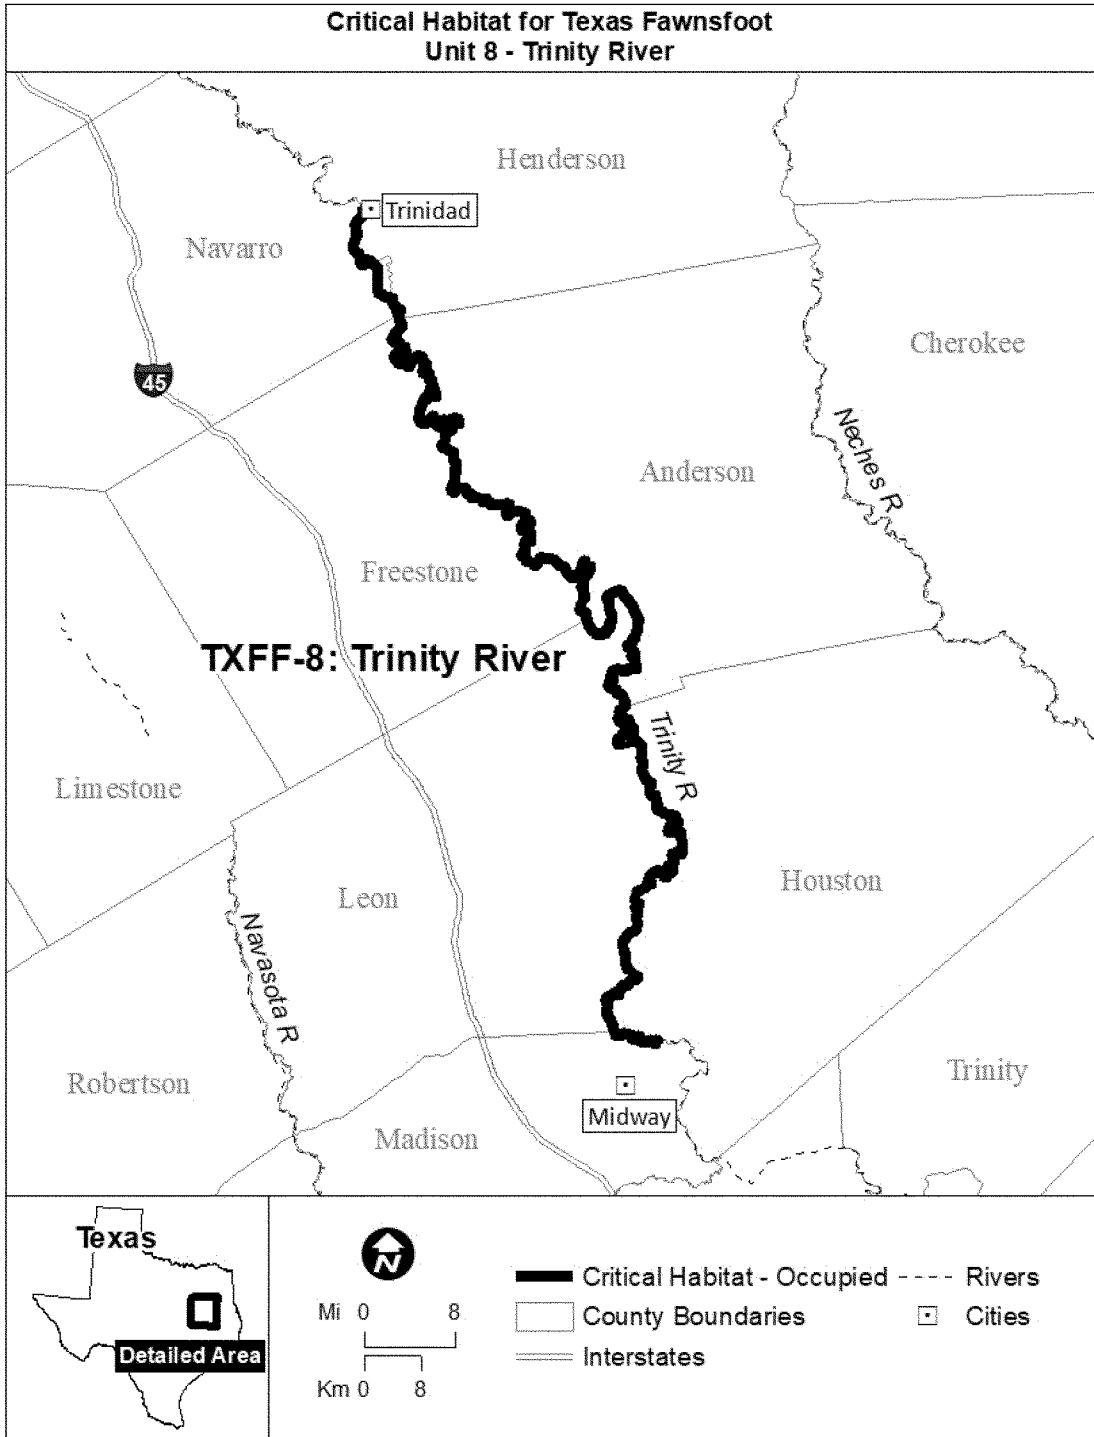 Critical Habitat for Texas Fawnsfoot
Unit 8 - Trinity River
Henderson
Trinidad
Navarro
Cherokee
45
Neches R
Anderson
Freestone
TXFF-8: Trinity River
Trinity R
Limestone
Houston
Leon
Navasota R
Robertson
Trinity
Midway
Madison
Texas
Detailed Area
N
Mi 0 8
Km 0 8
Critical Habitat - Occupied
County Boundaries
Interstates
Rivers
Cities